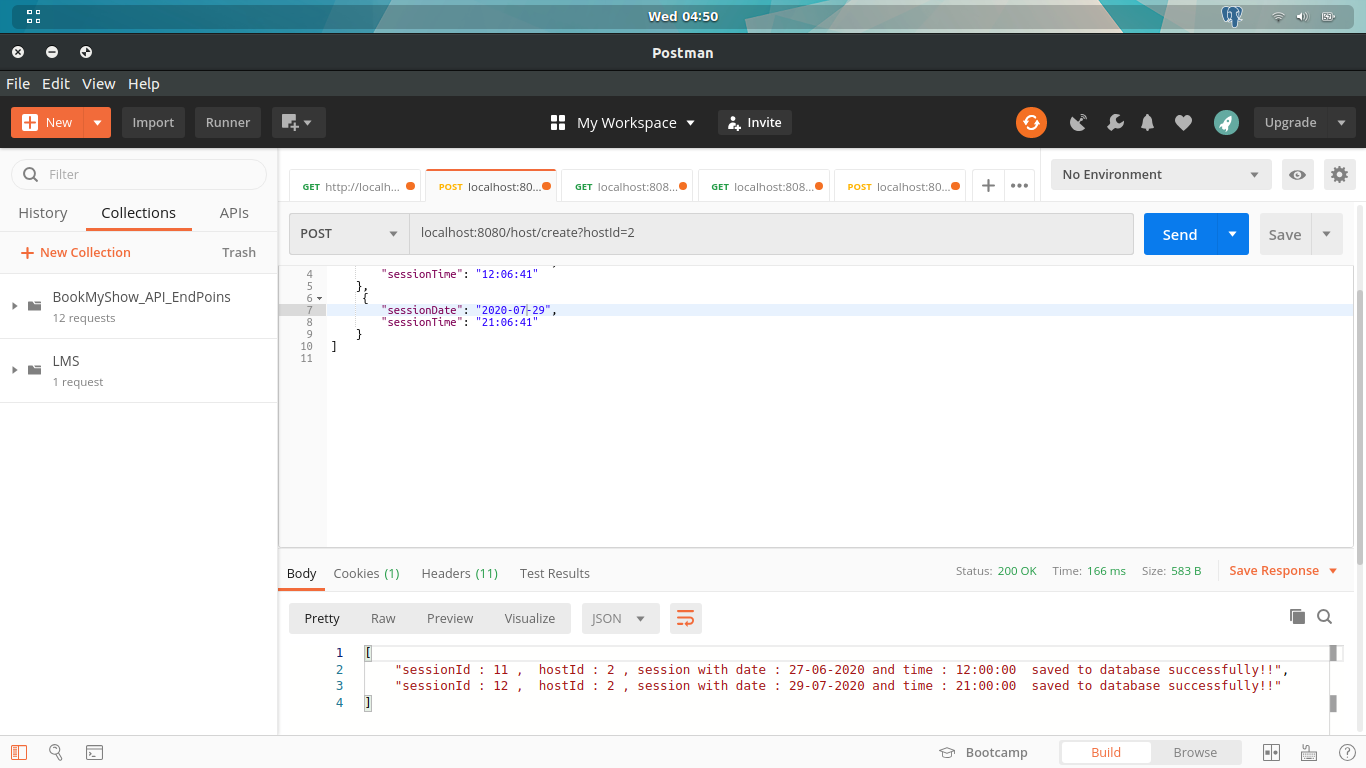 Wed 04:50
Postman
File Edit View Help
New Import Runner My Workspace Invite Upgrade
Filter
History Collections APIs
New Collection Trash
BookMyShow_API_EndPoins
12 requests
LMS
1 request
GET http://localh... POST localhost:80... GET localhost:808... GET localhost:808... POST localhost:80... No Environment
POST localhost:8080/host/create?hostId=2 Send Save
4 "sessionTime": "12:06:41"
5 },
6 {
7 "sessionDate": "2020-07-29",
8 "sessionTime": "21:06:41"
9 }
10 ]
11
Body Cookies (1) Headers (11) Test Results Status: 200 OK Time: 166 ms Size: 583 B Save Response
Pretty Raw Preview Visualize JSON
1 [
2 "sessionId : 11 ,  hostId : 2 , session with date : 27-06-2020 and time : 12:00:00  saved to database successfully!!",
3 "sessionId : 12 ,  hostId : 2 , session with date : 29-07-2020 and time : 21:00:00  saved to database successfully!!"
4 ]
Bootcamp Build Browse